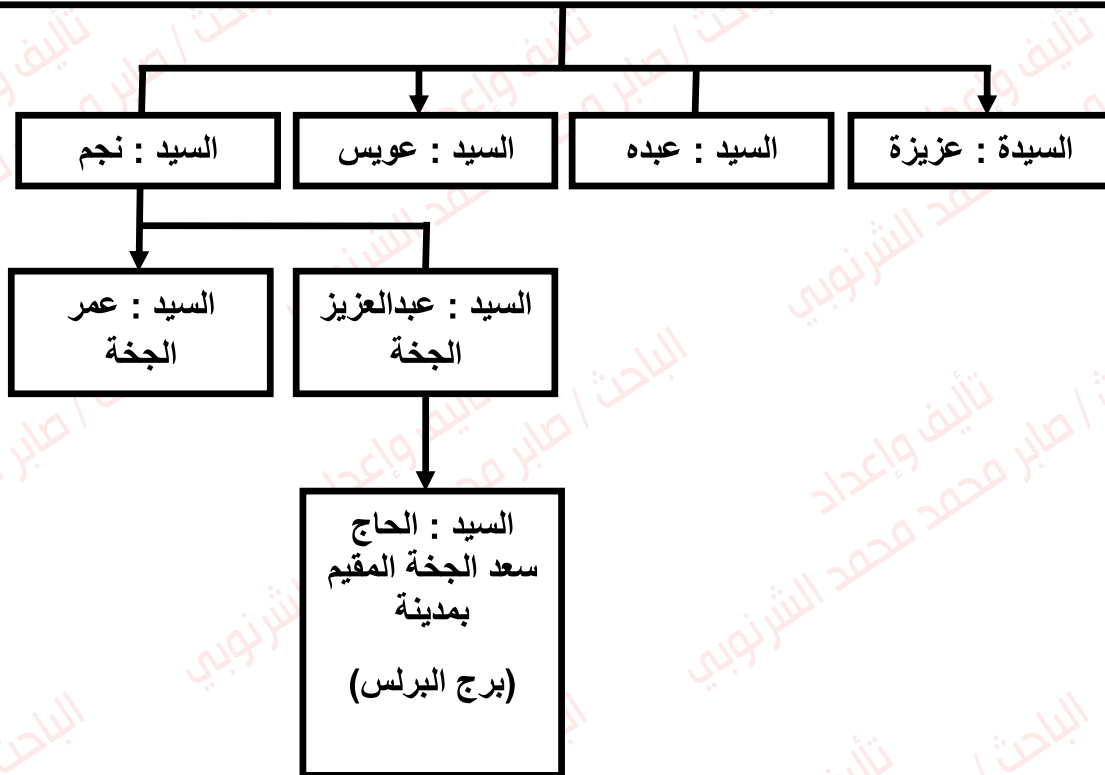 السيدة : عزيزة
السيد : عبده
السيد : عويس
السيد : نجم
السيد : عبدالعزيز
الجخة
السيد : عمر
الجخة
السيد : الحاج
سعد الجخة المقيم
بمدينة
(برج البرلس)
تأليف وإعداد
الباحث / صابر محمد محمد الشرنوبي